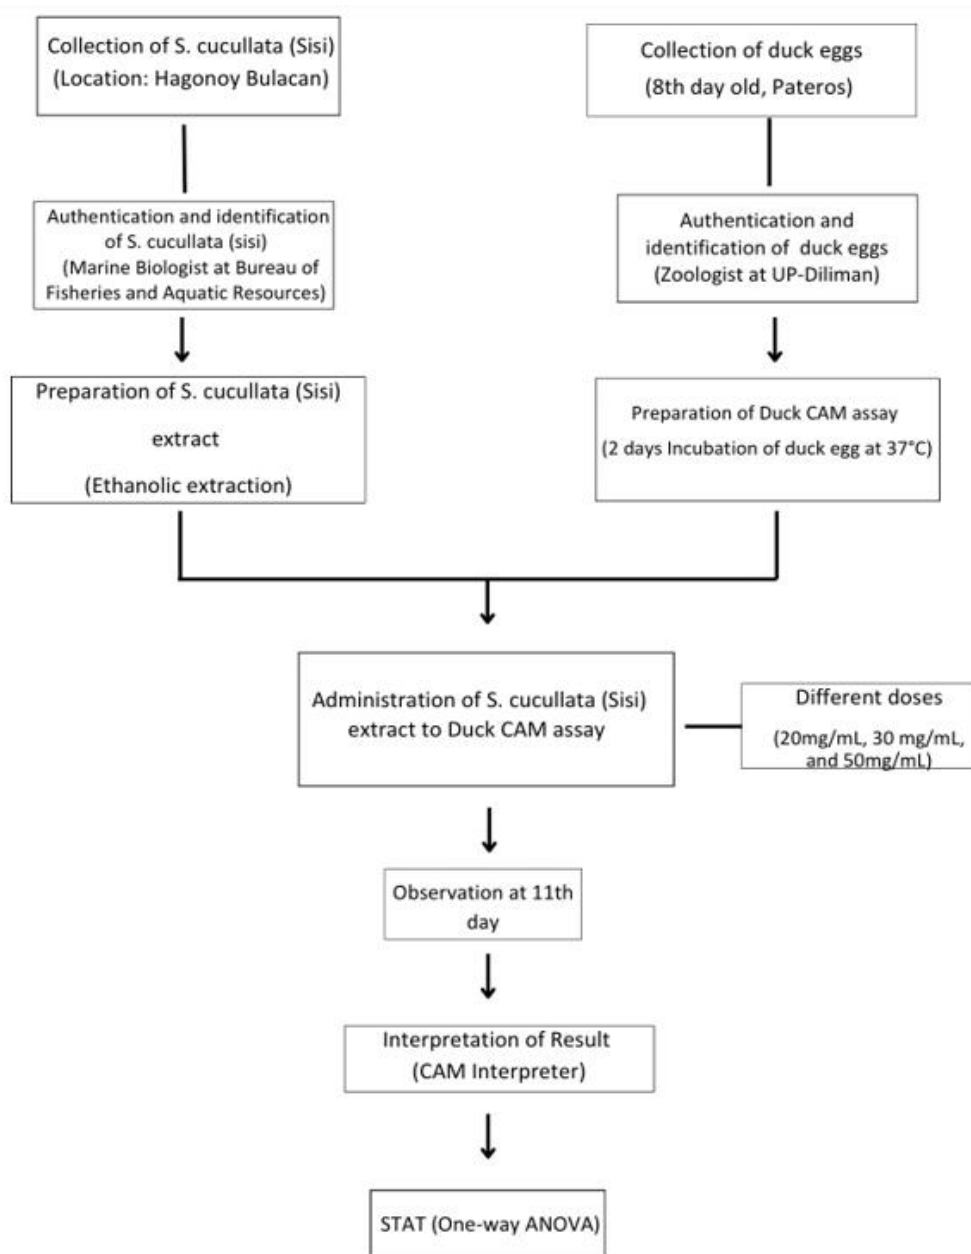 Collection of S. cucullata (Sisi)
(Location: Hagonoy Bulacan)
Collection of duck eggs
(8th day old, Pateros)
Authentication and identification
of S. cucullata (sisi)
(Marine Biologist at Bureau of
Fisheries and Aquatic Resources)
Authentication and
identification of duck eggs
(Zoologist at UP-Diliman)
Preparation of S. cucullata (Sisi)
extract
(Ethanolic extraction)
Preparation of Duck CAM assay
(2 days Incubation of duck egg at 37°C)
Administration of S. cucullata (Sisi)
extract to Duck CAM assay
Different doses
(20mg/mL, 30 mg/mL,
and 50mg/mL)
Observation at 11th
day
Interpretation of Result
(CAM Interpreter)
STAT (One-way ANOVA)